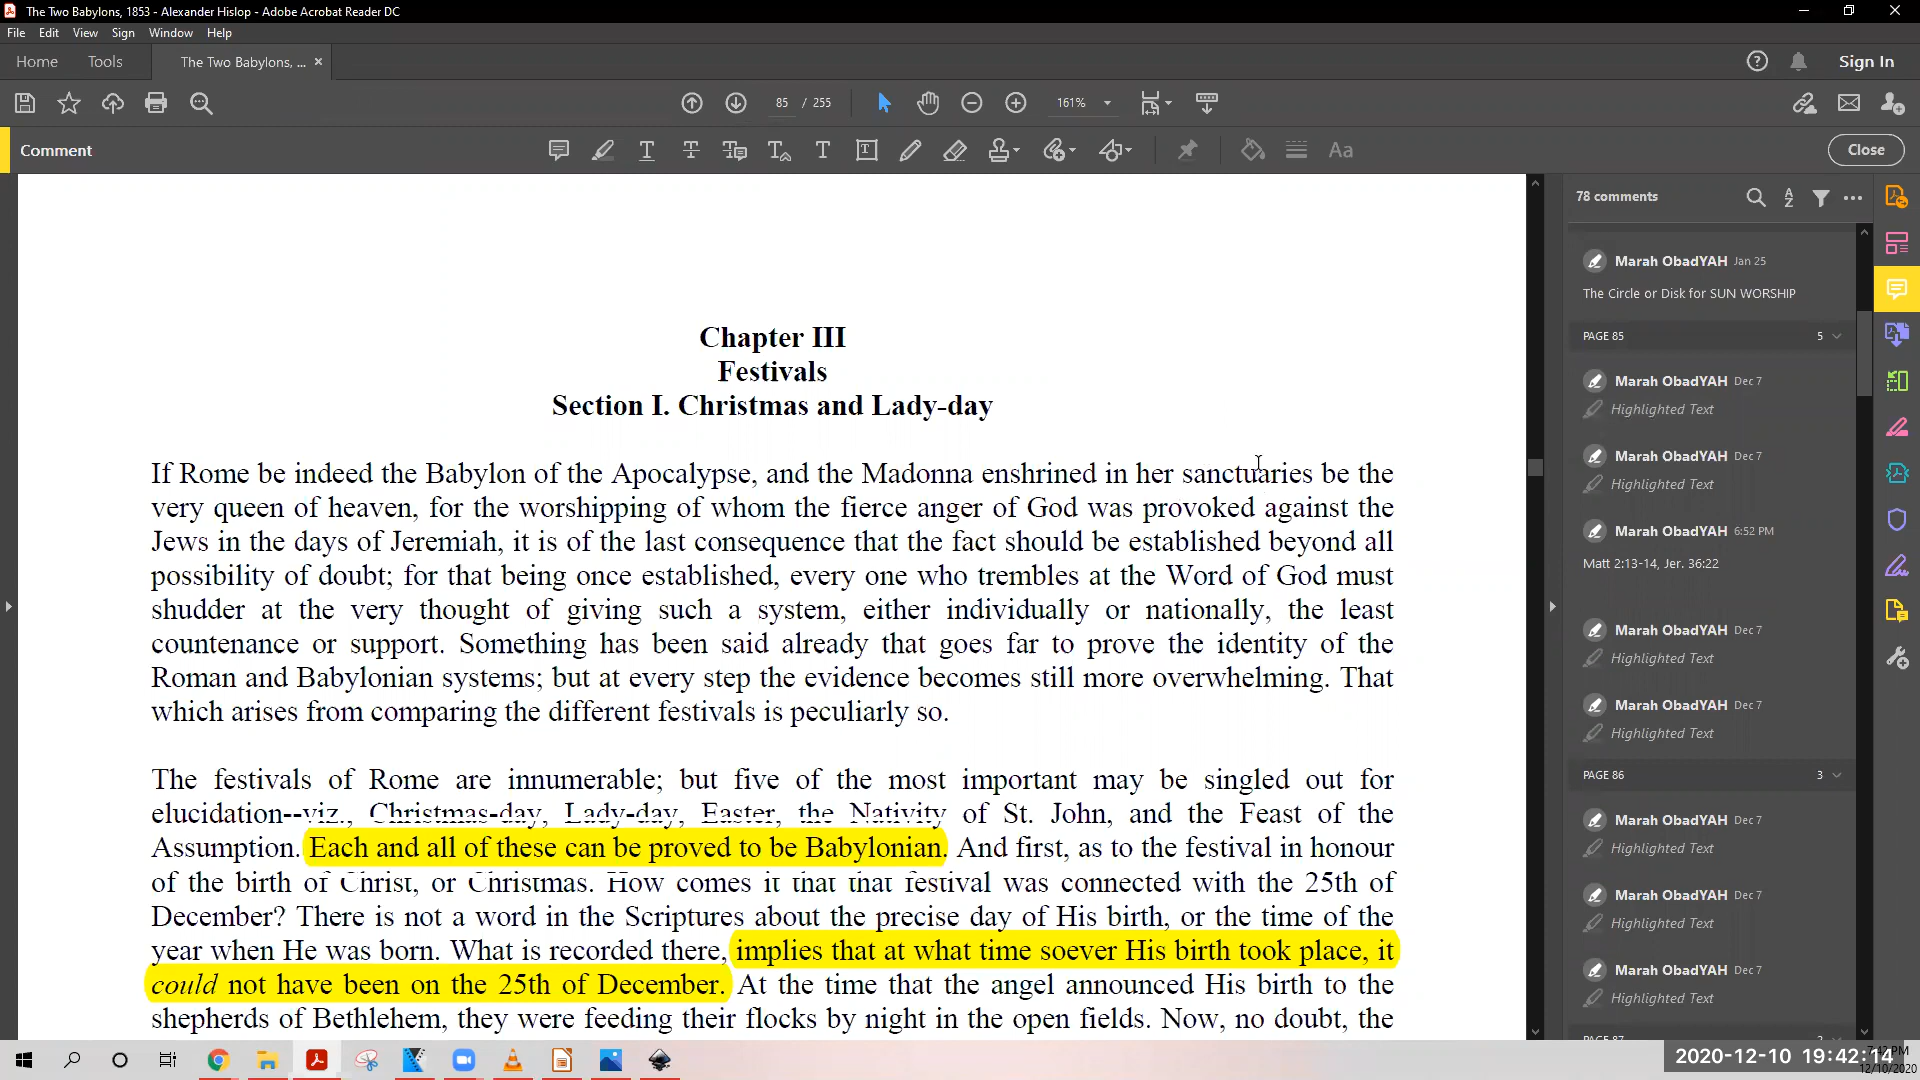 The Two Babylons, 1853 - Alexander Hislop - Adobe Acrobat Reader DC
File Edit View Sign Window Help
Home Tools The Two Babylons, ... × Sign In
85 / 255 161%
Comment Close
78 comments
Marah ObadYAH Jan 25
The Circle or Disk for SUN WORSHIP
PAGE 85 5
Marah ObadYAH Dec 7
Highlighted Text
Marah ObadYAH Dec 7
Highlighted Text
Marah ObadYAH 6:52 PM
Matt 2:13-14, Jer. 36:22
Marah ObadYAH Dec 7
Highlighted Text
Marah ObadYAH Dec 7
Highlighted Text
PAGE 86 3
Marah ObadYAH Dec 7
Highlighted Text
Marah ObadYAH Dec 7
Highlighted Text
Marah ObadYAH Dec 7
Highlighted Text
Chapter III
Festivals
Section I. Christmas and Lady-day
If Rome be indeed the Babylon of the Apocalypse, and the Madonna enshrined in her sanctuaries be the
very queen of heaven, for the worshipping of whom the fierce anger of God was provoked against the
Jews in the days of Jeremiah, it is of the last consequence that the fact should be established beyond all
possibility of doubt; for that being once established, every one who trembles at the Word of God must
shudder at the very thought of giving such a system, either individually or nationally, the least
countenance or support. Something has been said already that goes far to prove the identity of the
Roman and Babylonian systems; but at every step the evidence becomes still more overwhelming. That
which arises from comparing the different festivals is peculiarly so.
The festivals of Rome are innumerable; but five of the most important may be singled out for
elucidation--viz., Christmas-day, Lady-day, Easter, the Nativity of St. John, and the Feast of the
Assumption. Each and all of these can be proved to be Babylonian. And first, as to the festival in honour
of the birth of Christ, or Christmas. How comes it that that festival was connected with the 25th of
December? There is not a word in the Scriptures about the precise day of His birth, or the time of the
year when He was born. What is recorded there, implies that at what time soever His birth took place, it
could not have been on the 25th of December. At the time that the angel announced His birth to the
shepherds of Bethlehem, they were feeding their flocks by night in the open fields. Now, no doubt, the
2020-12-10 19:42:14
12/10/2020